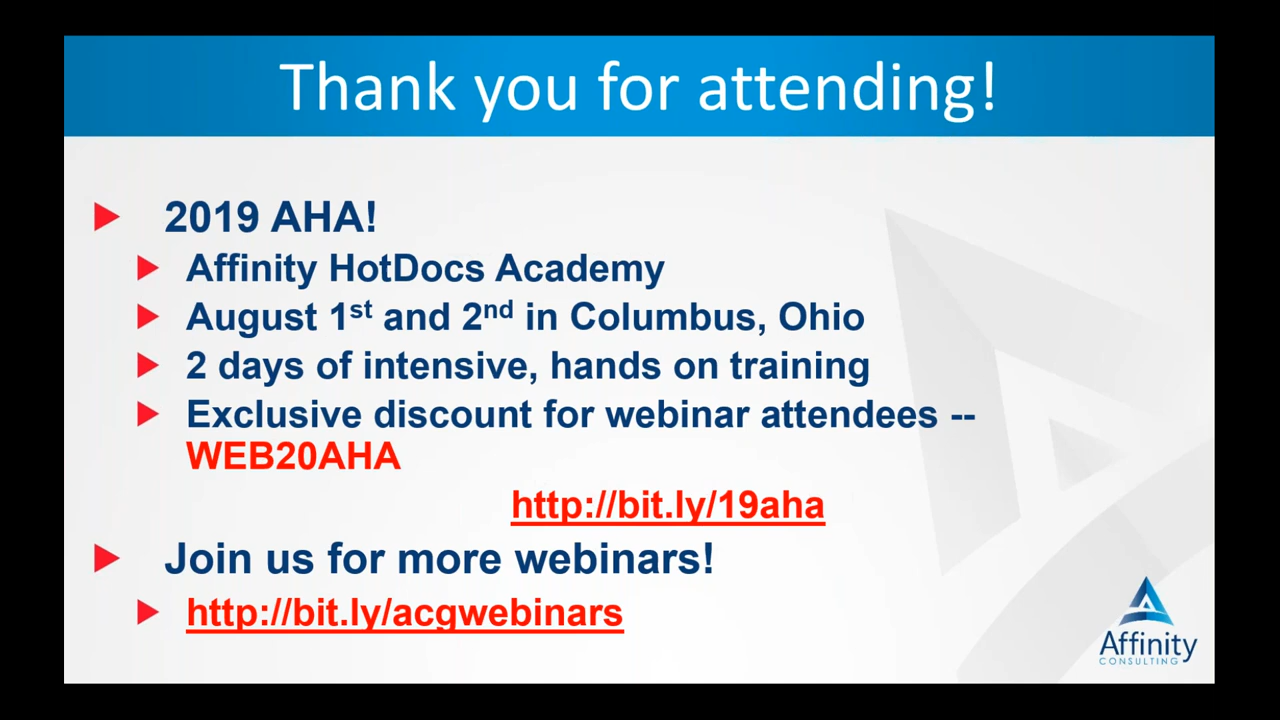 Thank you for attending!
2019 AHA!
Affinity HotDocs Academy
August 1st and 2nd in Columbus, Ohio
2 days of intensive, hands on training
Exclusive discount for webinar attendees --
WEB20AHA
http://bit.ly/19aha
Join us for more webinars!
http://bit.ly/acgwebinars
Affinity
CONSULTING